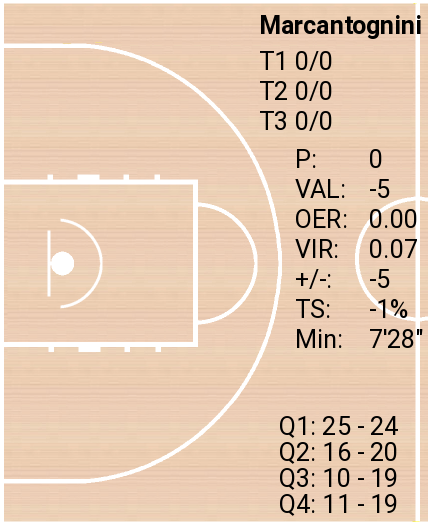 Marcantognini
T1 0/0
T2 0/0
T3 0/0
P: 0
VAL: -5
OER: 0.00
VIR: 0.07
+/-: -5
TS: -1%
Min: 7'28"
Q1: 25 - 24
Q2: 16 - 20
Q3: 10 - 19
Q4: 11 - 19